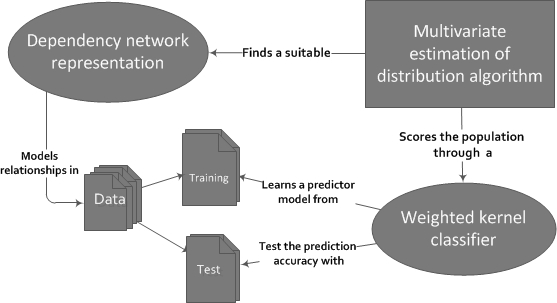 Dependency network
representation
Finds a suitable
Multivariate
estimation of
distribution algorithm
Models
relationships in
Scores the population
through a
Data
Training
Learns a predictor
model from
Weighted kernel
classifier
Test the prediction
accuracy with
Test